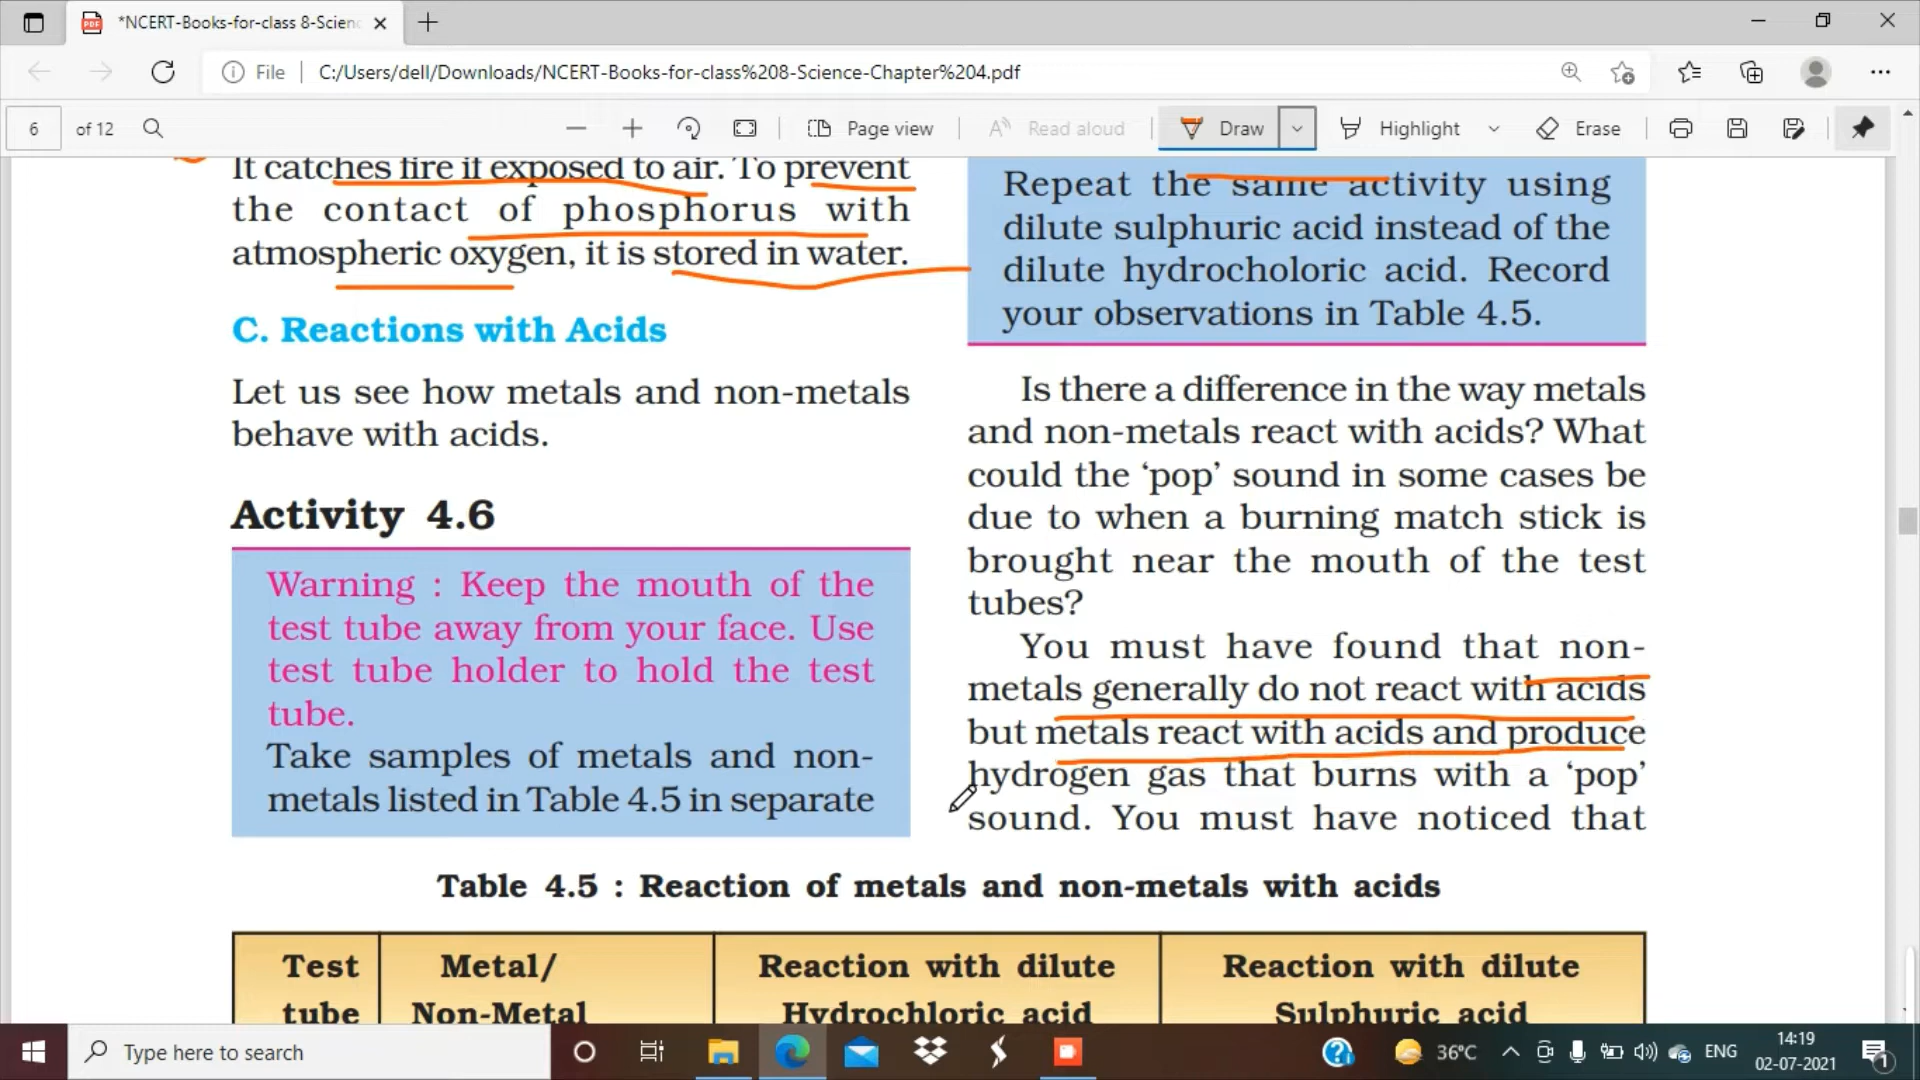 *NCERT-Books-for-class 8-Scien
File
C:/Users/dell/Downloads/NCERT-Books-for-class%208-Science-Chapter%204.pdf
6 of 12
Page view
Read aloud
Draw
Highlight
Erase
It catches fire if exposed to air. To prevent
the contact of phosphorus with
atmospheric oxygen, it is stored in water.
C. Reactions with Acids
Let us see how metals and non-metals
behave with acids.
Activity 4.6
Warning : Keep the mouth of the
test tube away from your face. Use
test tube holder to hold the test
tube.
Take samples of metals and non-
metals listed in Table 4.5 in separate
Repeat the same activity using
dilute sulphuric acid instead of the
dilute hydrocholoric acid. Record
your observations in Table 4.5.
Is there a difference in the way metals
and non-metals react with acids? What
could the ‘pop’ sound in some cases be
due to when a burning match stick is
brought near the mouth of the test
tubes?
You must have found that non-
metals generally do not react with acids
but metals react with acids and produce
hydrogen gas that burns with a ‘pop’
sound. You must have noticed that
Table 4.5 : Reaction of metals and non-metals with acids
Test
tube
Metal/
Non-Metal
Reaction with dilute
Hydrochloric acid
Reaction with dilute
Sulphuric acid
Type here to search
36°C
ENG
14:19
02-07-2021
1